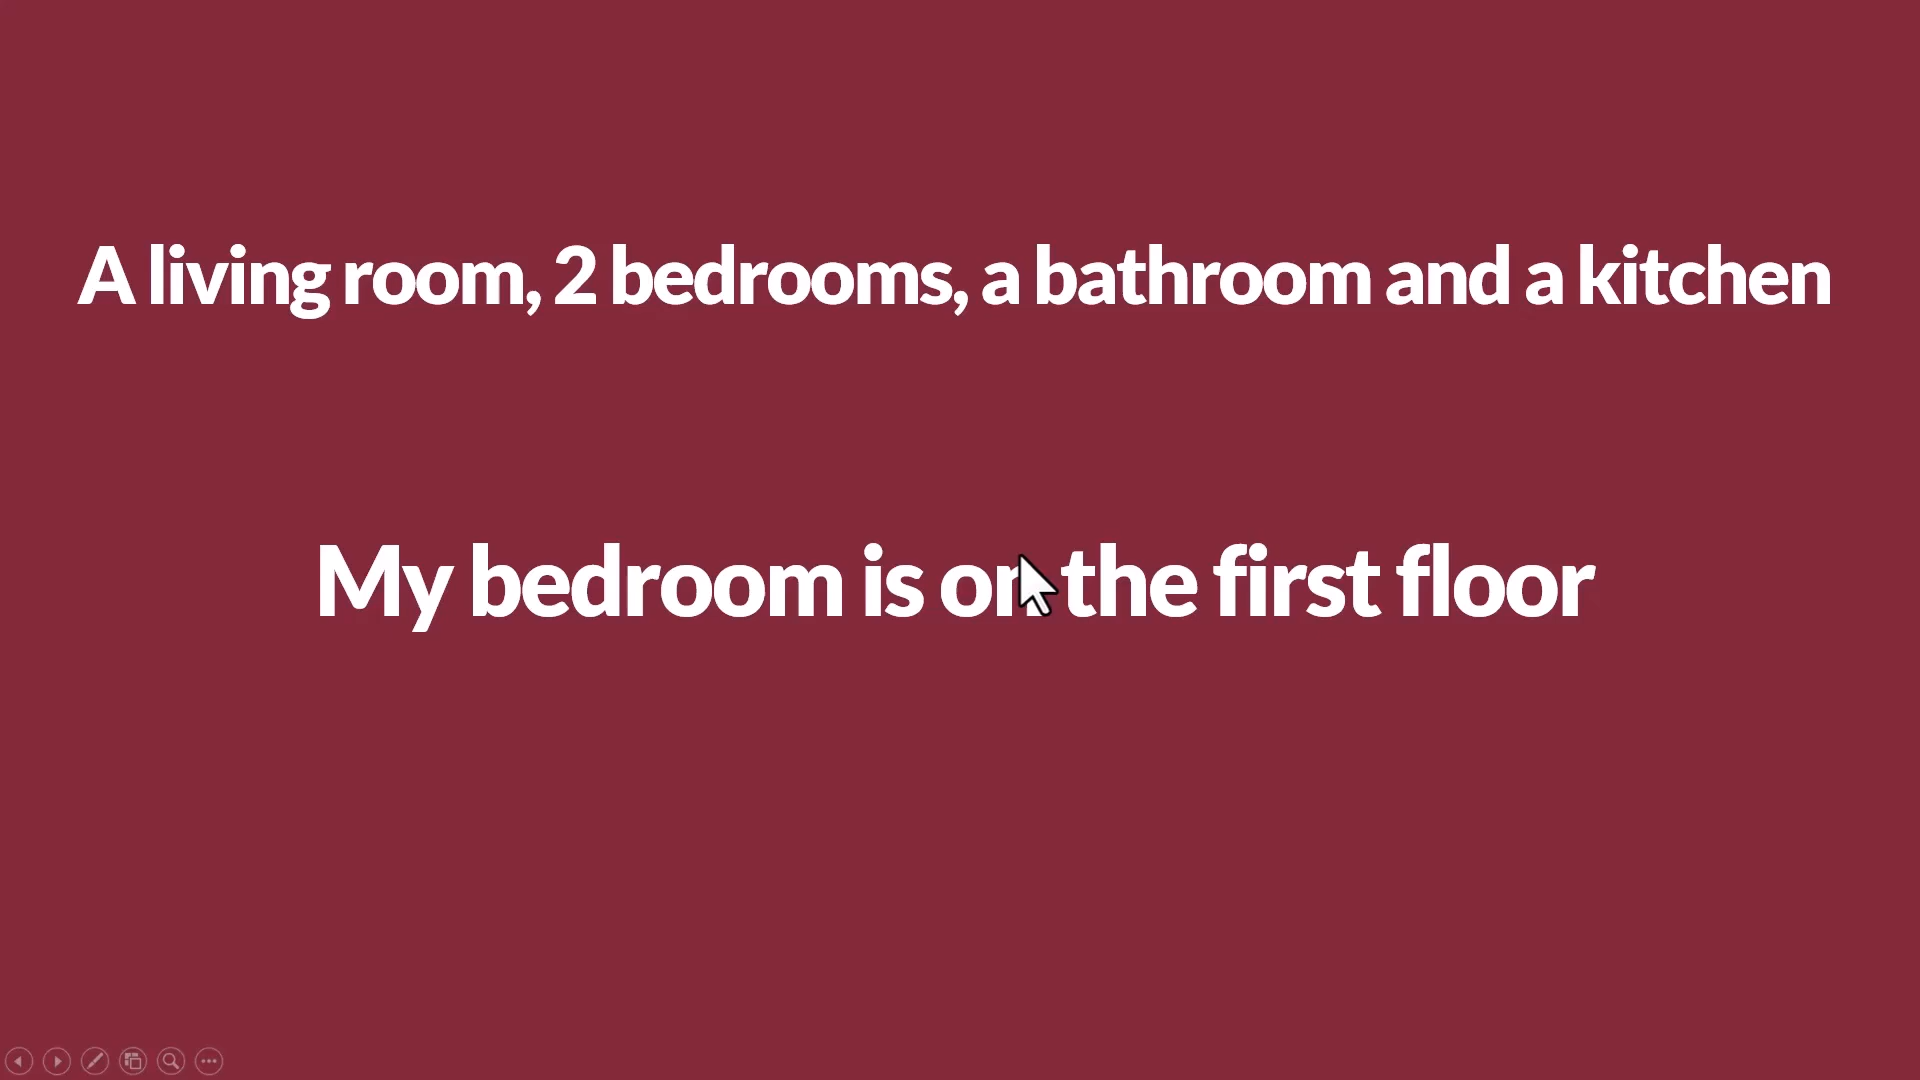 A living room, 2 bedrooms, a bathroom and a kitchen
My bedroom is on the first floor